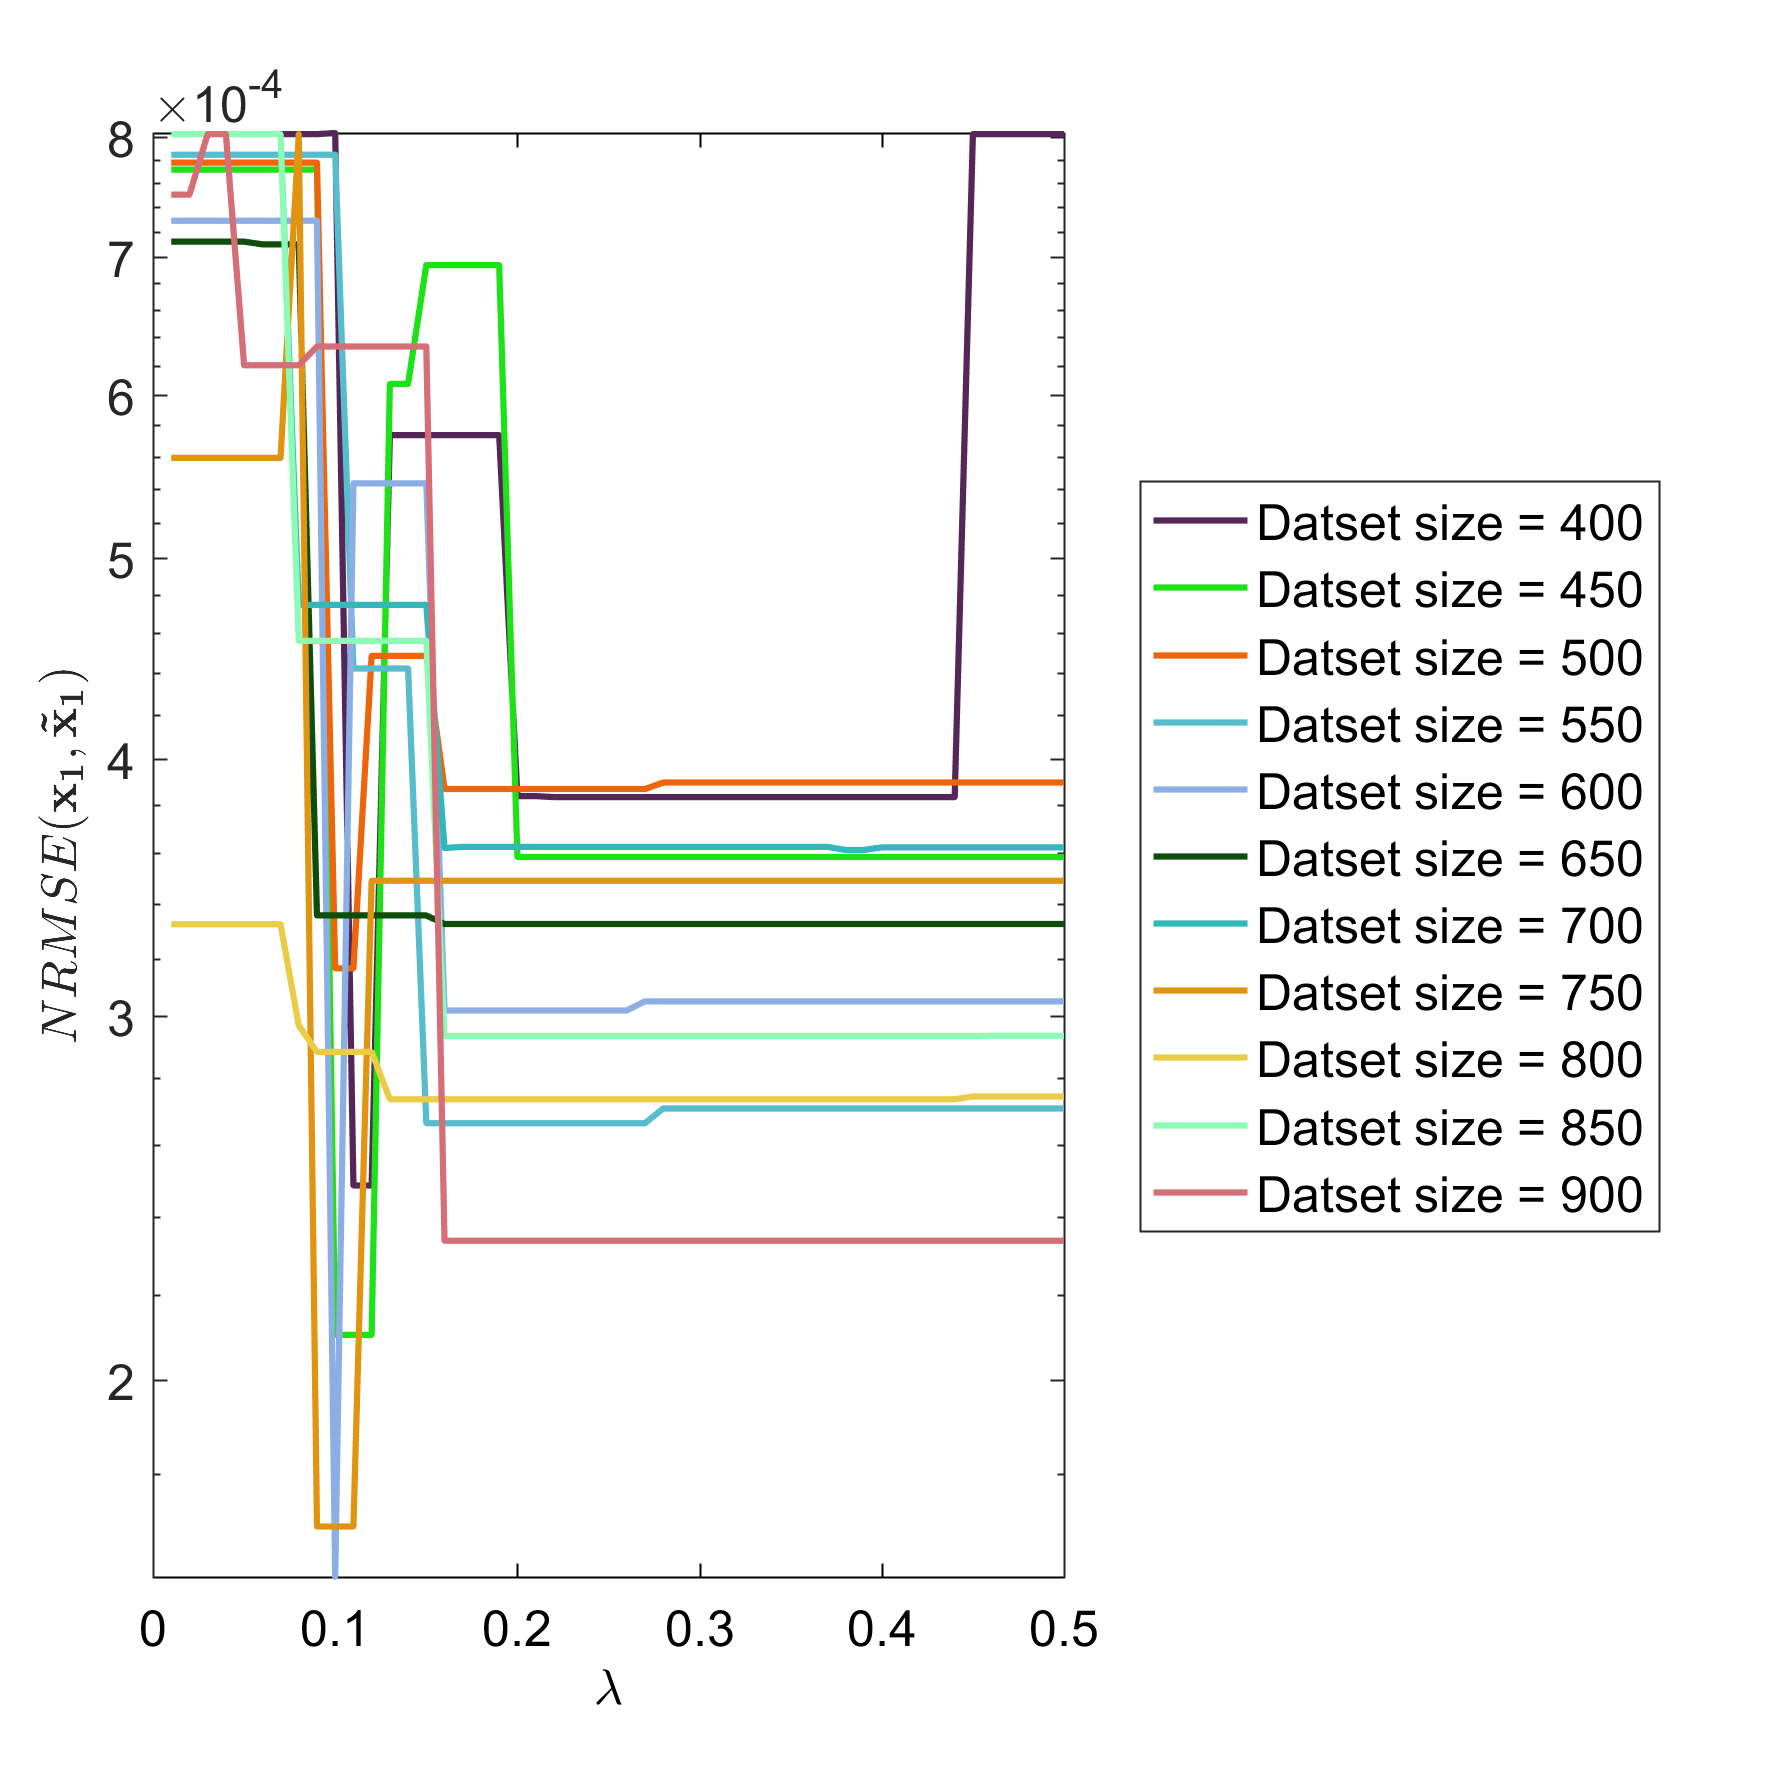 ×10-4
8
7
6
5
4
3
2
NRMSE(x1, x̃1)
0 0.1 0.2 0.3 0.4 0.5
λ
Datset size = 400
Datset size = 450
Datset size = 500
Datset size = 550
Datset size = 600
Datset size = 650
Datset size = 700
Datset size = 750
Datset size = 800
Datset size = 850
Datset size = 900